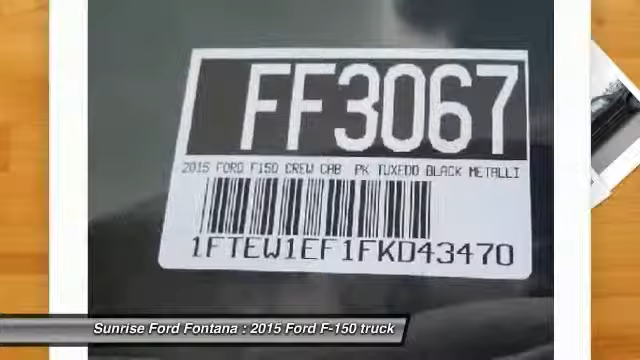 FF3067
2015 FORD F150 CREW CAB PK TUXEDO BLACK METALLI
1FTEW1EF1FKD43470
Sunrise Ford Fontana : 2015 Ford F-150 truck